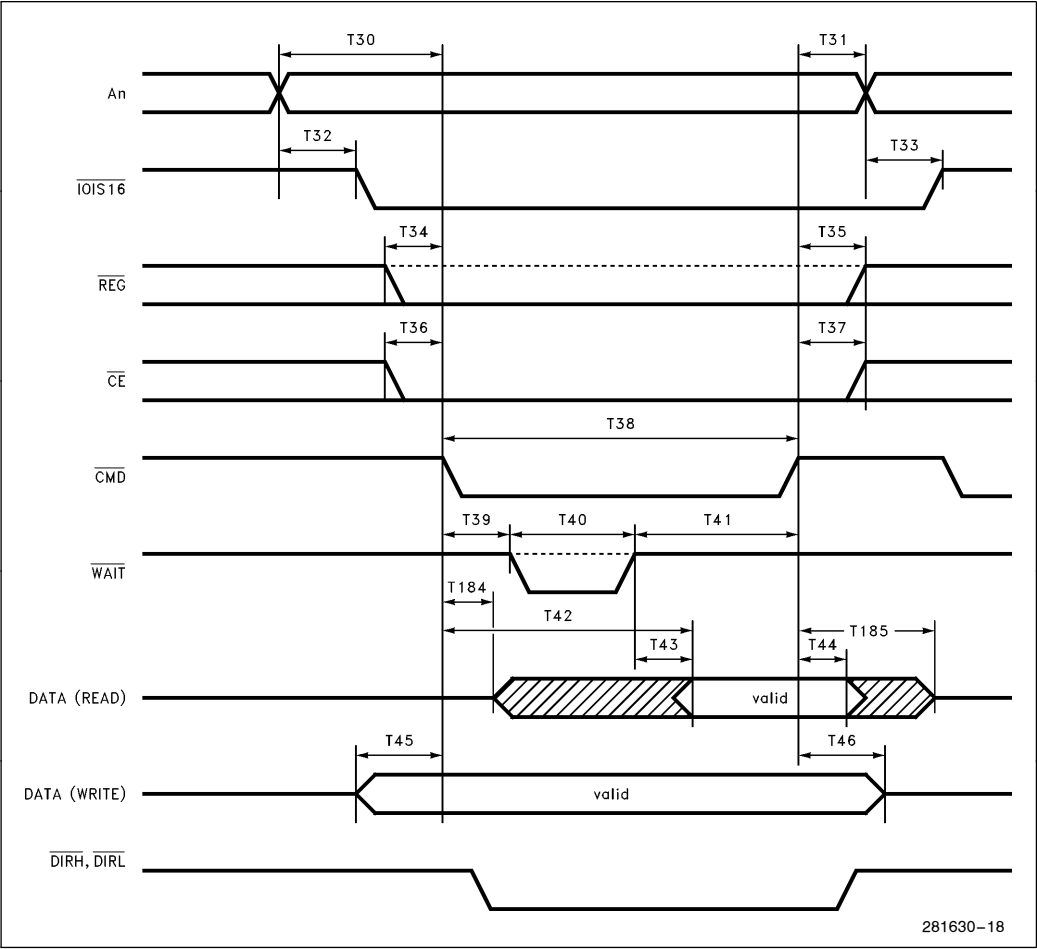 T30 T31
An
T32 T33
IOIS16
T34 T35
REG
T36 T37
CE
T38
CMD
T39 T40 T41
WAIT
T184
T42 T185
T43 T44
DATA (READ) valid
T45 T46
DATA (WRITE) valid
DIRH, DIRL
281630-18